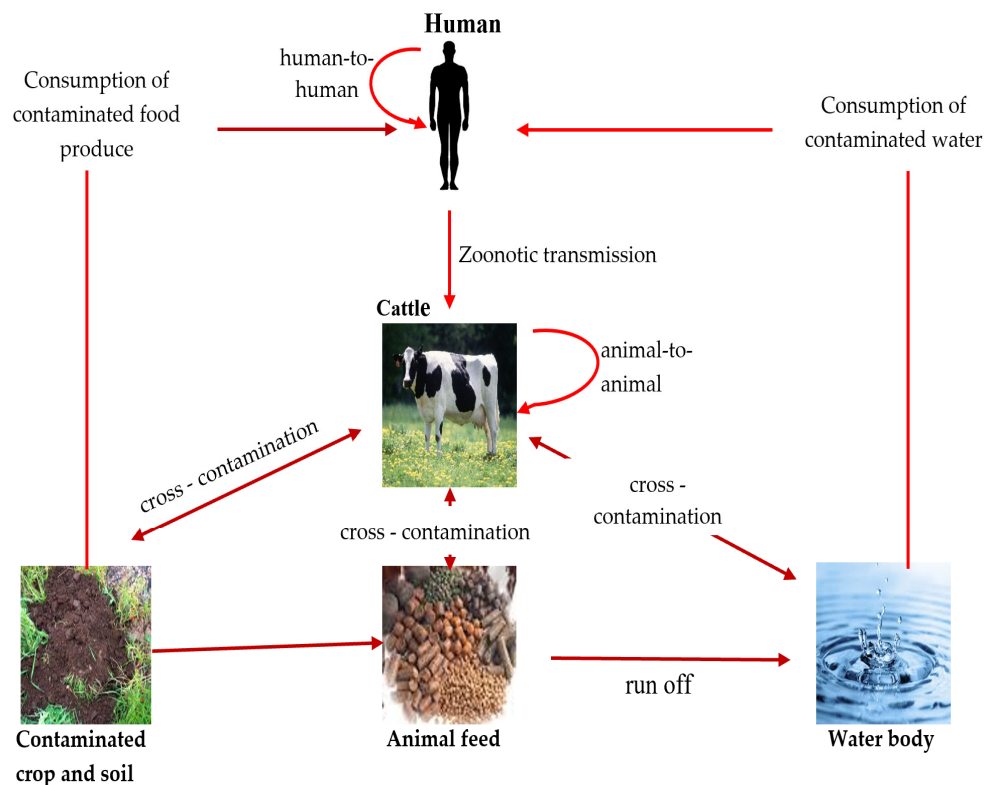 Human
human-to-
human
Consumption of
contaminated food
produce
Consumption of
contaminated water
Zoonotic transmission
Cattle
animal-to-
animal
cross - contamination
cross - contamination
cross -
contamination
run off
Contaminated
crop and soil
Animal feed
Water body